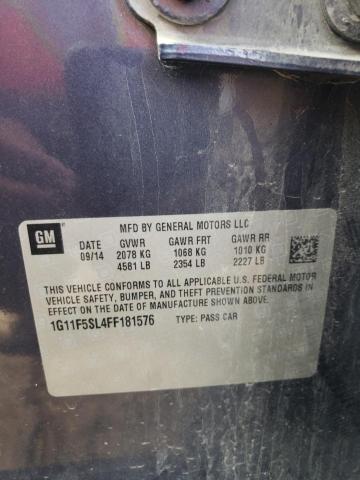 MFD BY GENERAL MOTORS LLC
GM
DATE GVWR GAWR FRT GAWR RR
09/14 2078 KG 1068 KG 1010 KG
4581 LB 2354 LB 2227 LB
THIS VEHICLE CONFORMS TO ALL APPLICABLE U.S. FEDERAL MOTOR
VEHICLE SAFETY, BUMPER, AND THEFT PREVENTION STANDARDS IN
EFFECT ON THE DATE OF MANUFACTURE SHOWN ABOVE.
1G11F5SL4FF181576 TYPE: PASS CAR